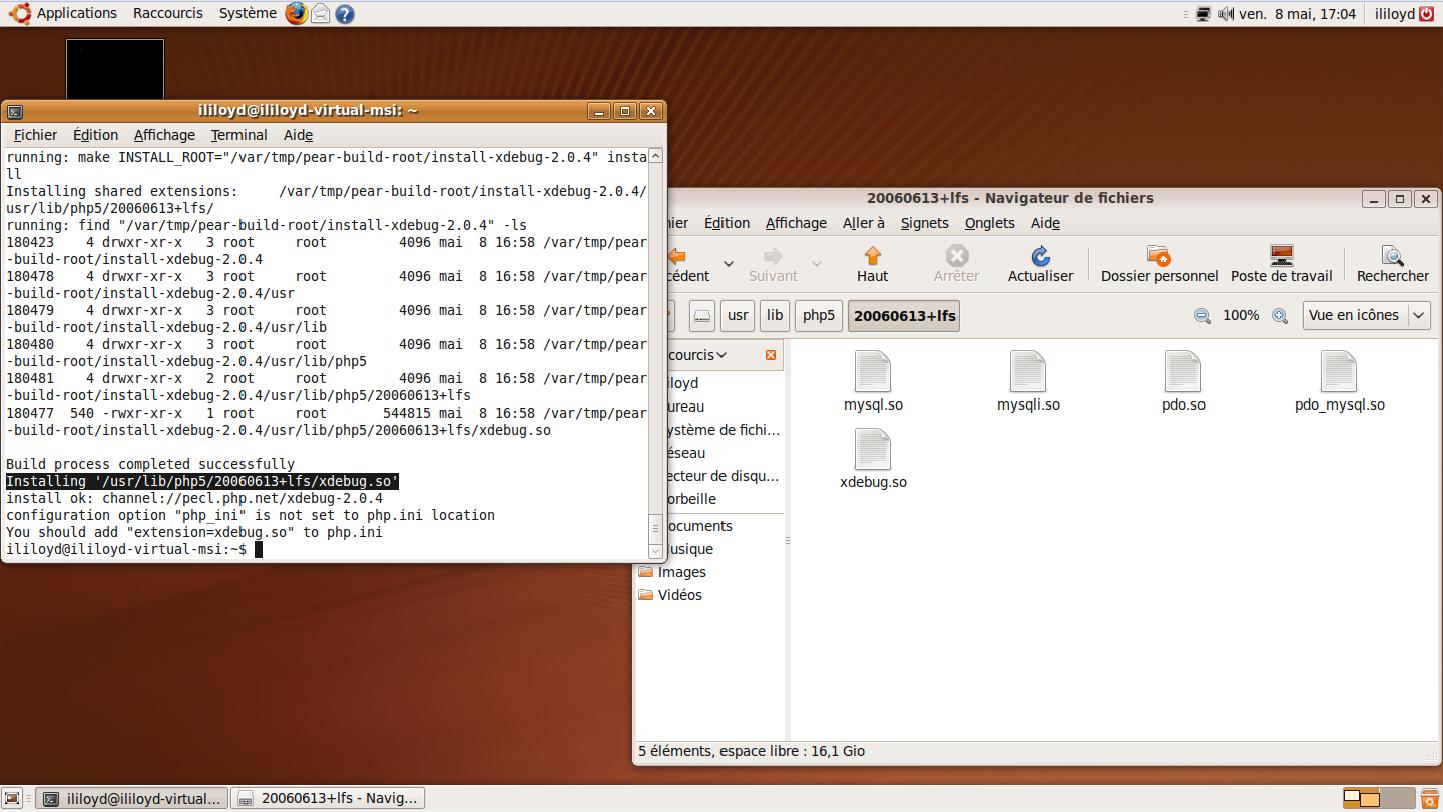 Applications Raccourcis Système ven. 8 mai, 17:04 ililoyd
ililoyd@ililoyd-virtual-msi: ~
Fichier Édition Affichage Terminal Aide
running: make INSTALL_ROOT="/var/tmp/pear-build-root/install-xdebug-2.0.4" insta
ll
Installing shared extensions:     /var/tmp/pear-build-root/install-xdebug-2.0.4/
usr/lib/php5/20060613+lfs/
running: find "/var/tmp/pear-build-root/install-xdebug-2.0.4" -ls
180423    4 drwxr-xr-x   3 root     root         4096 mai  8 16:58 /var/tmp/pear
-build-root/install-xdebug-2.0.4
180478    4 drwxr-xr-x   3 root     root         4096 mai  8 16:58 /var/tmp/pear
-build-root/install-xdebug-2.0.4/usr
180479    4 drwxr-xr-x   3 root     root         4096 mai  8 16:58 /var/tmp/pear
-build-root/install-xdebug-2.0.4/usr/lib
180480    4 drwxr-xr-x   3 root     root         4096 mai  8 16:58 /var/tmp/pear
-build-root/install-xdebug-2.0.4/usr/lib/php5
180481    4 drwxr-xr-x   2 root     root         4096 mai  8 16:58 /var/tmp/pear
-build-root/install-xdebug-2.0.4/usr/lib/php5/20060613+lfs
180477  540 -rwxr-xr-x   1 root     root       544815 mai  8 16:58 /var/tmp/pear
-build-root/install-xdebug-2.0.4/usr/lib/php5/20060613+lfs/xdebug.so
Build process completed successfully
Installing '/usr/lib/php5/20060613+lfs/xdebug.so'
install ok: channel://pecl.php.net/xdebug-2.0.4
configuration option "php_ini" is not set to php.ini location
You should add "extension=xdebug.so" to php.ini
ililoyd@ililoyd-virtual-msi:~$
20060613+lfs - Navigateur de fichiers
hier Édition Affichage Aller à Signets Onglets Aide
cédent Suivant Haut Arrêter Actualiser Dossier personnel Poste de travail Rechercher
usr lib php5 20060613+lfs 100% Vue en icônes
courcis
iloyd
ureau
ystème de fichi...
éseau
ecteur de disqu...
orbeille
ocuments
usique
Images
Vidéos
mysql.so mysqli.so pdo.so pdo_mysql.so
xdebug.so
5 éléments, espace libre : 16,1 Gio
ililoyd@ililoyd-virtual... 20060613+lfs - Navig...